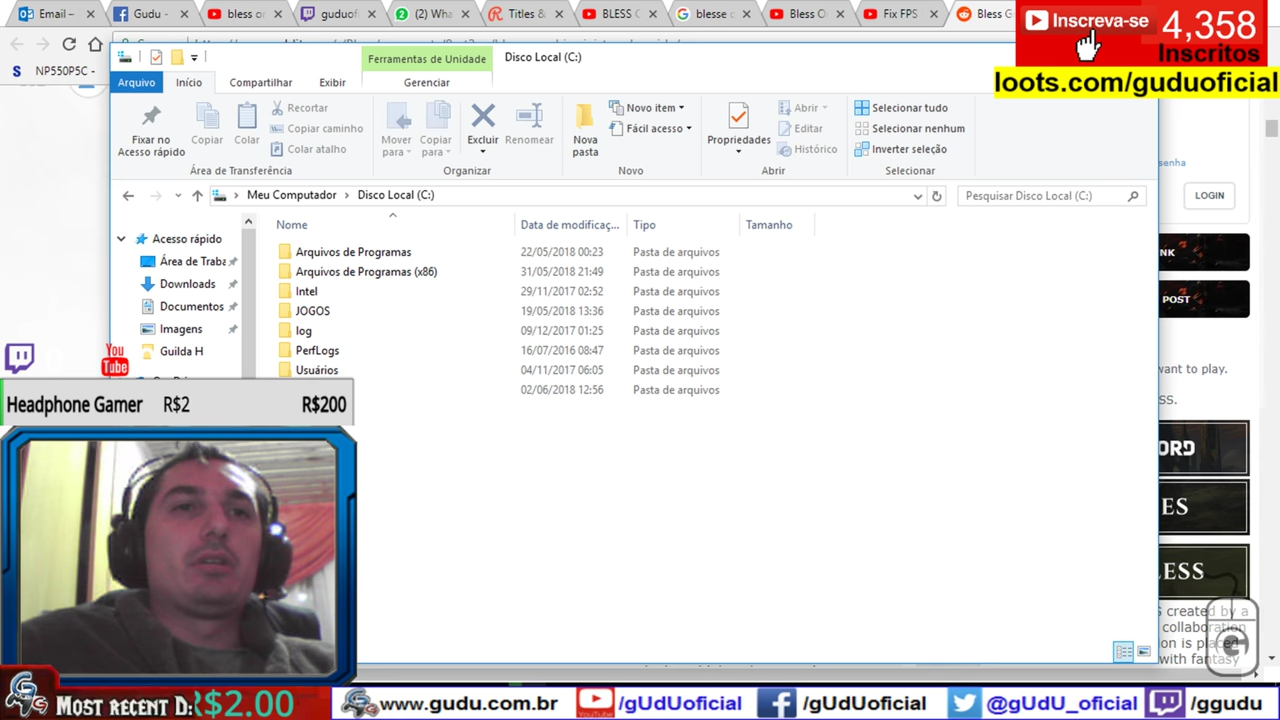 Email –
Gudu -
bless on
guduof
(2) Wha
Titles &
BLESS C
blesse c
Bless O
Fix FPS
Bless G
Inscreva-se
4,358
Inscritos
loots.com/guduoficial
NP550P5C -
Ferramentas de Unidade
Disco Local (C:)
Arquivo
Início
Compartilhar
Exibir
Gerenciar
Fixar no
Acesso rápido
Copiar
Colar
Recortar
Copiar caminho
Colar atalho
Área de Transferência
Mover
para
Copiar
para
Excluir
Renomear
Organizar
Nova
pasta
Novo item
Fácil acesso
Novo
Propriedades
Abrir
Editar
Histórico
Abrir
Selecionar tudo
Selecionar nenhum
Inverter seleção
Selecionar
senha
LOGIN
Meu Computador > Disco Local (C:)
Pesquisar Disco Local (C:)
Nome
Data de modificaç...
Tipo
Tamanho
Acesso rápido
Área de Traba
Downloads
Documentos
Imagens
Guilda H
Arquivos de Programas 22/05/2018 00:23 Pasta de arquivos
Arquivos de Programas (x86) 31/05/2018 21:49 Pasta de arquivos
Intel 29/11/2017 02:52 Pasta de arquivos
JOGOS 19/05/2018 13:36 Pasta de arquivos
log 09/12/2017 01:25 Pasta de arquivos
PerfLogs 16/07/2016 08:47 Pasta de arquivos
Usuários 04/11/2017 06:05 Pasta de arquivos
02/06/2018 12:56 Pasta de arquivos
NK
POST
want to play.
SS.
ORD
ES
LESS
S created by a
collaboration
on is placed
with fantasy
You
Tube
Headphone Gamer R$2 R$200
Most recent D: R$2.00
www.gudu.com.br
YouTube
/gUdUoficial
/gUdUoficial
@gUdU_oficial
/ggudu